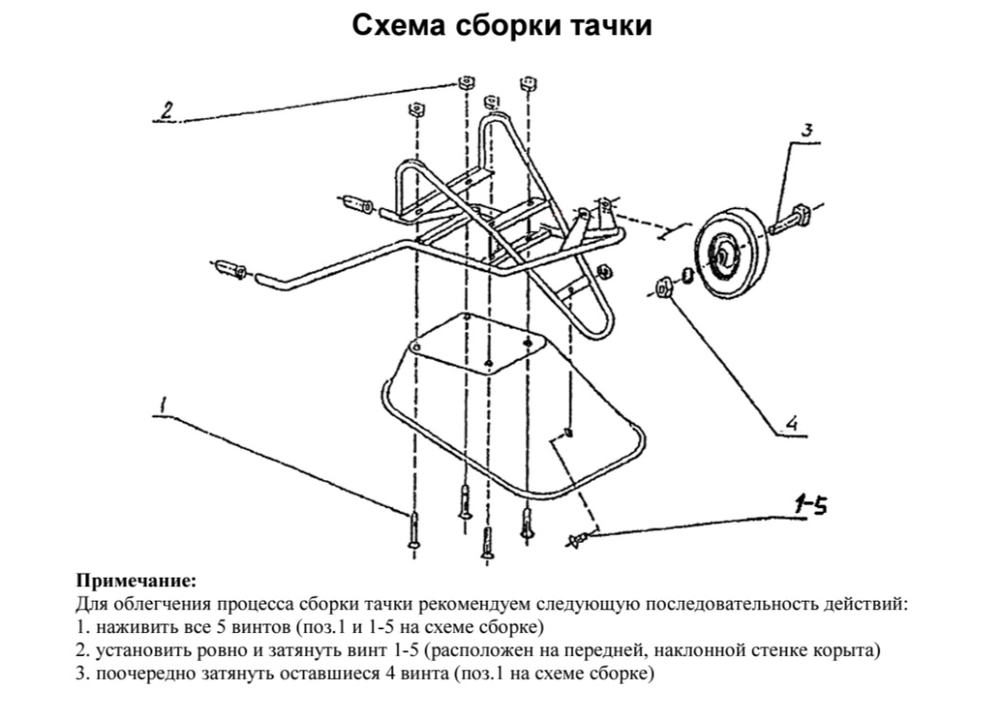 Схема сборки тачки
2
3
1
4
1-5
Примечание:
Для облегчения процесса сборки тачки рекомендуем следующую последовательность действий:
1. наживить все 5 винтов (поз.1 и 1-5 на схеме сборке)
2. установить ровно и затянуть винт 1-5 (расположен на передней, наклонной стенке корыта)
3. поочередно затянуть оставшиеся 4 винта (поз.1 на схеме сборке)